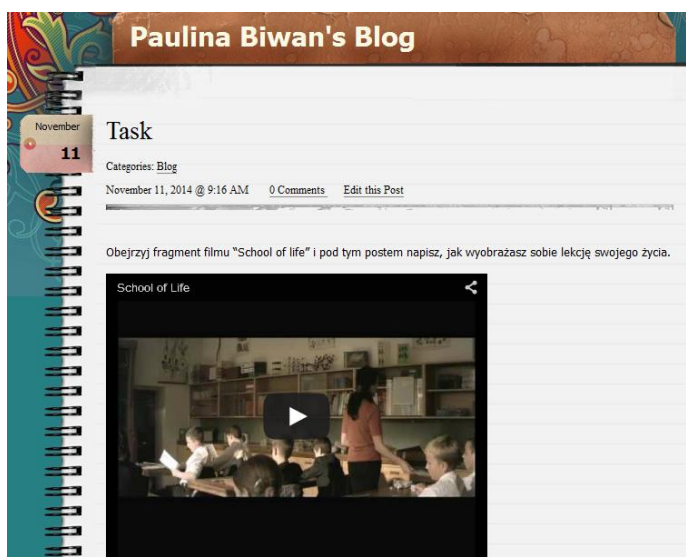 Paulina Biwan's Blog
November
11
Task
Categories: Blog
November 11, 2014 @ 9:16 AM 0 Comments Edit this Post
Obejrzyj fragment filmu "School of life" i pod tym postem napisz, jak wyobrażasz sobie lekcję swojego życia.
School of Life